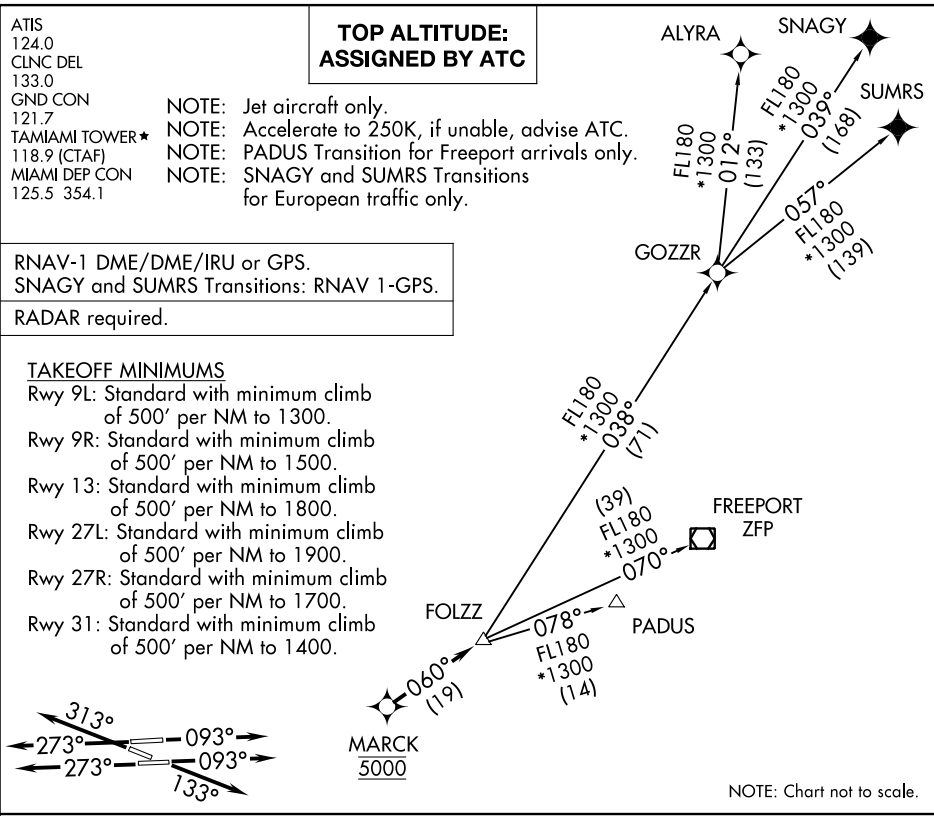 ATIS
124.0
CLNC DEL
133.0
GND CON
121.7
TAMIAMI TOWER★
118.9 (CTAF)
MIAMI DEP CON
125.5 354.1
TOP ALTITUDE:
ASSIGNED BY ATC
NOTE: Jet aircraft only.
NOTE: Accelerate to 250K, if unable, advise ATC.
NOTE: PADUS Transition for Freeport arrivals only.
NOTE: SNAGY and SUMRS Transitions
for European traffic only.
RNAV-1 DME/DME/IRU or GPS.
SNAGY and SUMRS Transitions: RNAV 1-GPS.
RADAR required.
TAKEOFF MINIMUMS
Rwy 9L: Standard with minimum climb
of 500' per NM to 1300.
Rwy 9R: Standard with minimum climb
of 500' per NM to 1500.
Rwy 13: Standard with minimum climb
of 500' per NM to 1800.
Rwy 27L: Standard with minimum climb
of 500' per NM to 1900.
Rwy 27R: Standard with minimum climb
of 500' per NM to 1700.
Rwy 31: Standard with minimum climb
of 500' per NM to 1400.
ALYRA
SNAGY
SUMRS
FL180
*1300
012°
(133)
FL180
*1300
039°
(168)
057°
FL180
*1300
(139)
GOZZR
FL180
*1300
038°
(71)
(39)
FL180
*1300
070°
FREEPORT
ZFP
FOLZZ
078°
FL180
*1300
(14)
PADUS
060°
(19)
MARCK
5000
313°
273°
093°
273°
093°
133°
NOTE: Chart not to scale.